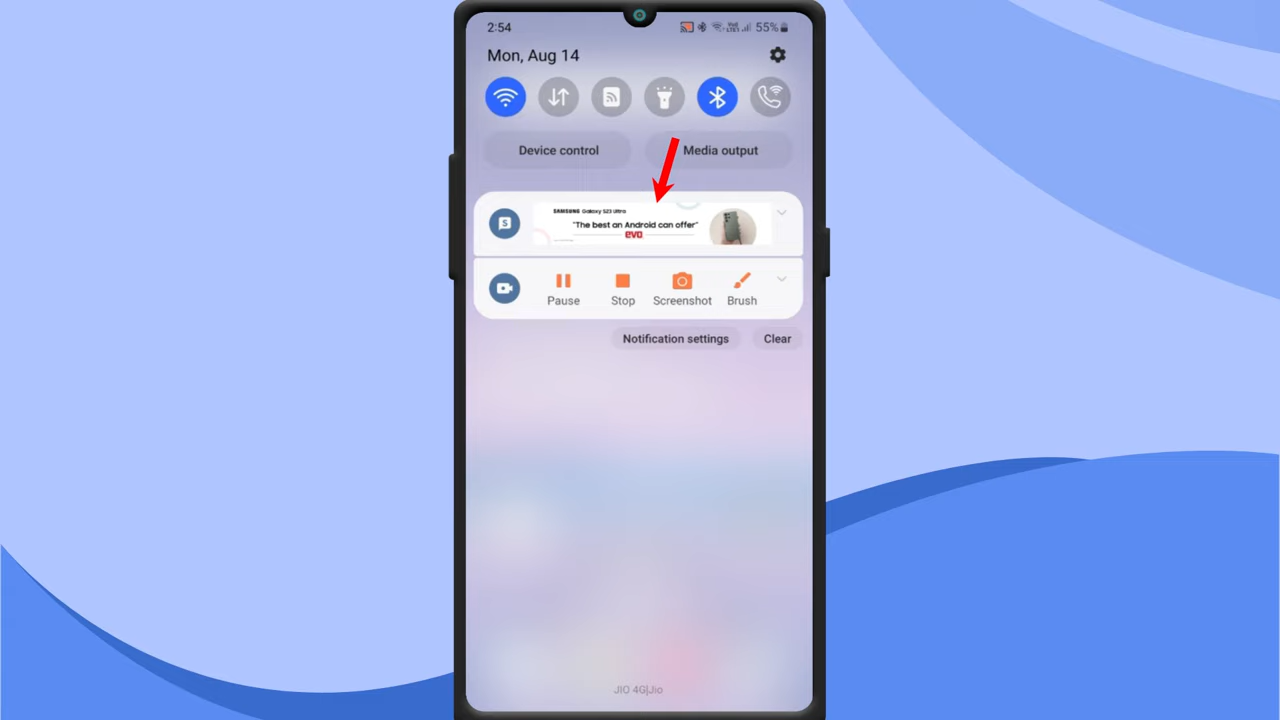 2:54
55%
Mon, Aug 14
Device control
Media output
S
SAMSUNG Galaxy S23 Ultra
"The best an Android can offer"
evo
Pause
Stop
Screenshot
Brush
Notification settings
Clear
JIO 4G|Jio